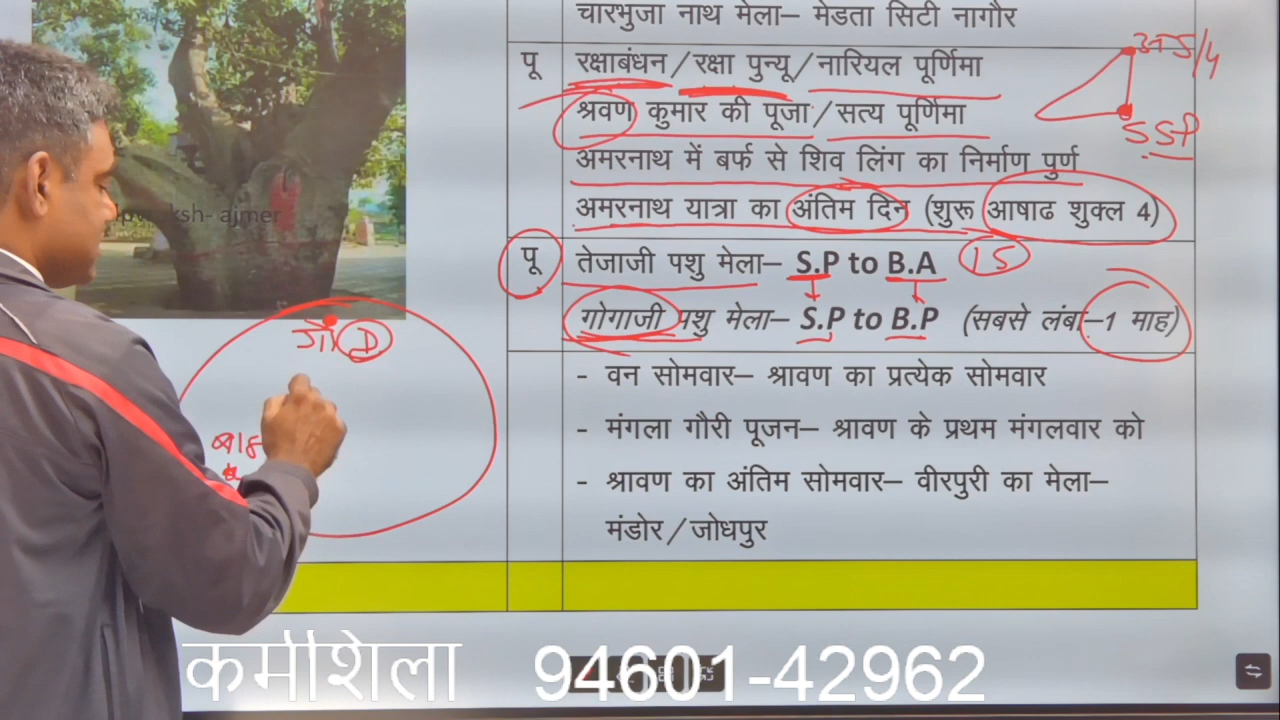 चारभुजा नाथ मेला– मेडता सिटी नागौर
पू रक्षाबंधन/रक्षा पुन्यू/नारियल पूर्णिमा
श्रवण कुमार की पूजा/सत्य पूर्णिमा
अमरनाथ में बर्फ से शिव लिंग का निर्माण पुर्ण
अमरनाथ यात्रा का अंतिम दिन (शुरू आषाढ शुक्ल 4)
SSP
पू तेजाजी पशु मेला– S.P to B.A 15
गोगाजी पशु मेला– S.P to B.P (सबसे लंबा–1 माह)
- वन सोमवार– श्रावण का प्रत्येक सोमवार
- मंगला गौरी पूजन– श्रावण के प्रथम मंगलवार को
- श्रावण का अंतिम सोमवार– वीरपुरी का मेला–
मंडोर/जोधपुर
ksh- ajmer
गो D
कर्मशिला 94601-42962